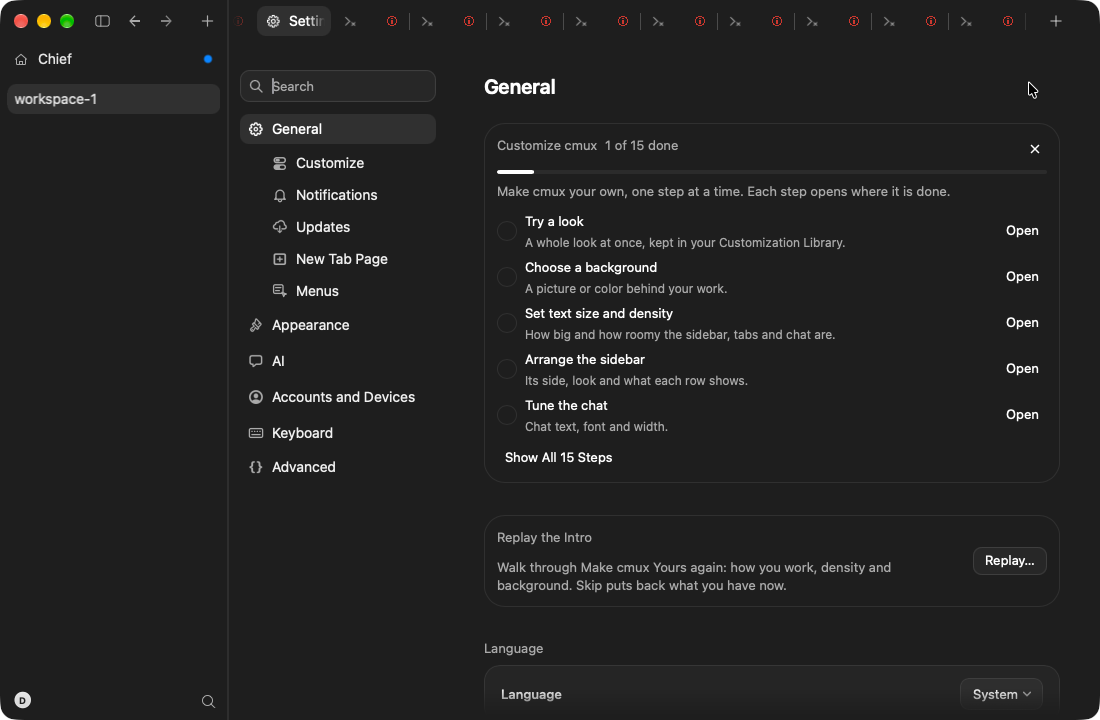 Settin
Chief
workspace-1
Search
General
Customize
Notifications
Updates
New Tab Page
Menus
Appearance
AI
Accounts and Devices
Keyboard
Advanced
D
General
Customize cmux 1 of 15 done
Make cmux your own, one step at a time. Each step opens where it is done.
Try a look
A whole look at once, kept in your Customization Library.
Open
Choose a background
A picture or color behind your work.
Open
Set text size and density
How big and how roomy the sidebar, tabs and chat are.
Open
Arrange the sidebar
Its side, look and what each row shows.
Open
Tune the chat
Chat text, font and width.
Open
Show All 15 Steps
Replay the Intro
Walk through Make cmux Yours again: how you work, density and
background. Skip puts back what you have now.
Replay...
Language
Language
System